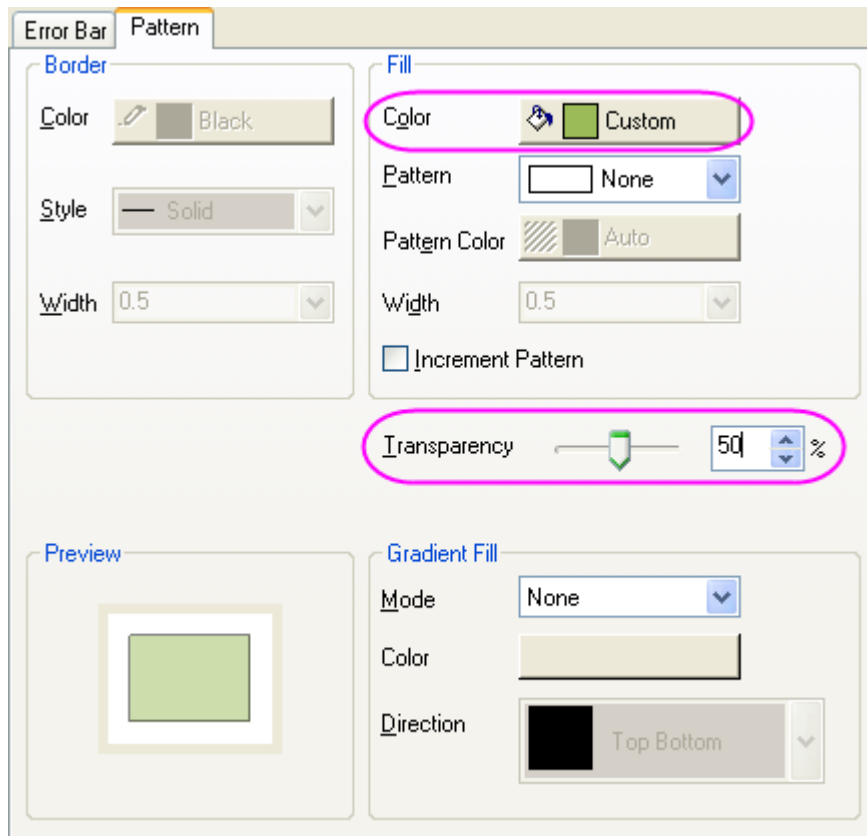 Error Bar Pattern
Border
Color Black
Style Solid
Width 0.5
Fill
Color Custom
Pattern None
Pattern Color Auto
Width 0.5
Increment Pattern
Transparency 50 %
Preview
Gradient Fill
Mode None
Color
Direction Top Bottom